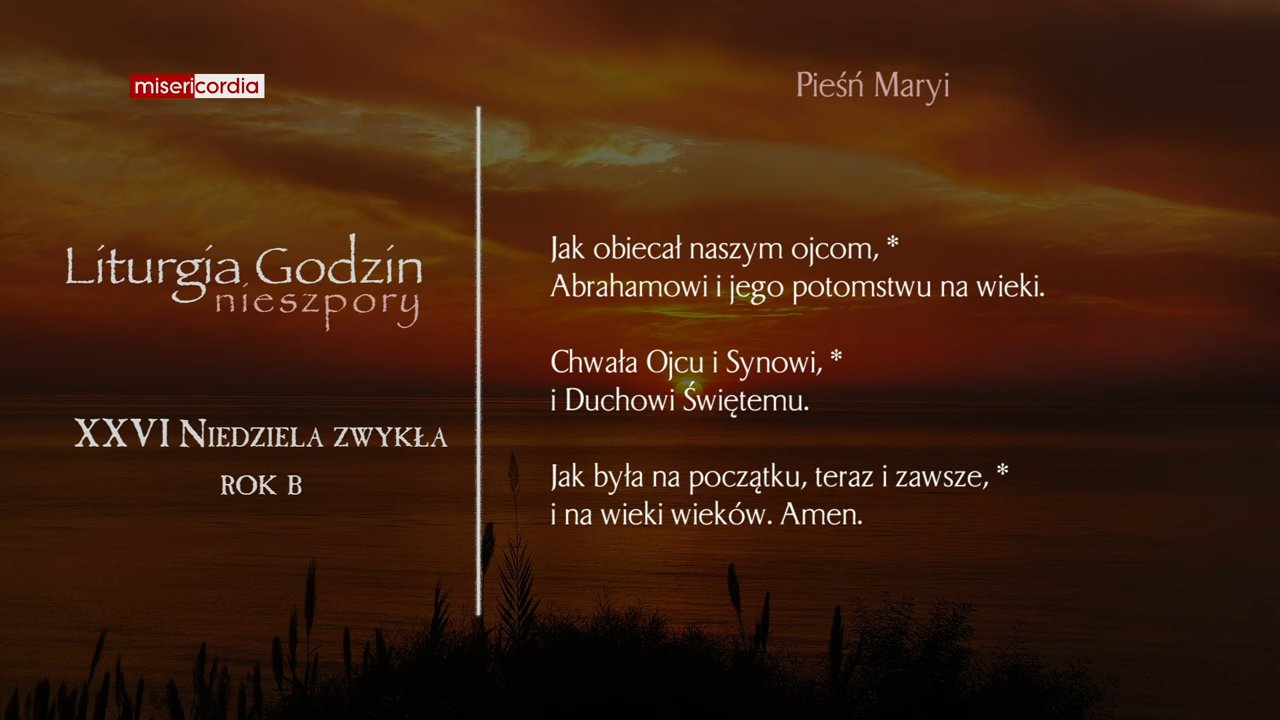 misericordia
Pieśń Maryi
Liturgia Godzin
nieszpory
XXVI Niedziela zwykła
rok B
Jak obiecał naszym ojcom, *
Abrahamowi i jego potomstwu na wieki.
Chwała Ojcu i Synowi, *
i Duchowi Świętemu.
Jak była na początku, teraz i zawsze, *
i na wieki wieków. Amen.